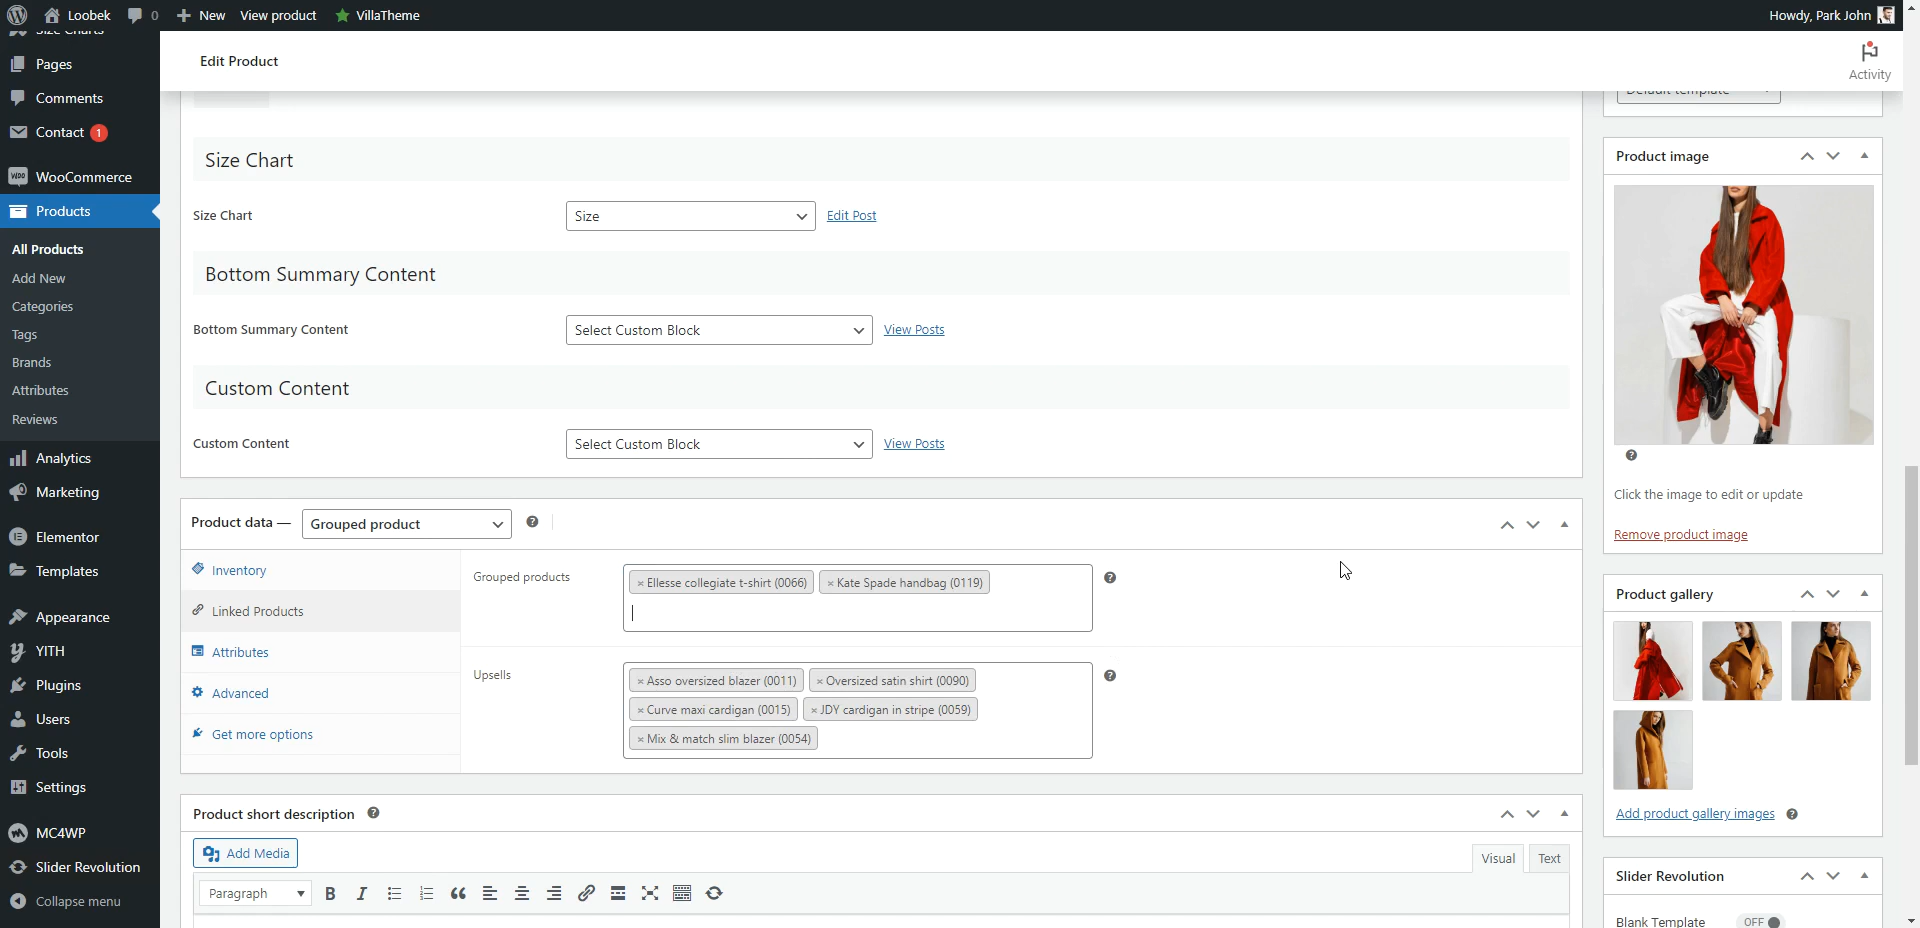 Loobek 0 New View product VillaTheme Howdy, Park John
Size Charts
Pages
Comments
Contact 1
WooCommerce
Products
All Products
Add New
Categories
Tags
Brands
Attributes
Reviews
Analytics
Marketing
Elementor
Templates
Appearance
YITH
Plugins
Users
Tools
Settings
MC4WP
Slider Revolution
Collapse menu
Edit Product
Activity
Size Chart
Size Chart Size Edit Post
Bottom Summary Content
Bottom Summary Content Select Custom Block View Posts
Custom Content
Custom Content Select Custom Block View Posts
Product data — Grouped product
Inventory
Linked Products
Attributes
Advanced
Get more options
Grouped products
× Ellesse collegiate t-shirt (0066) × Kate Spade handbag (0119)
Upsells
× Asso oversized blazer (0011) × Oversized satin shirt (0090)
× Curve maxi cardigan (0015) × JDY cardigan in stripe (0059)
× Mix & match slim blazer (0054)
Product short description
Add Media
Visual Text
Paragraph
Default template
Product image
Click the image to edit or update
Remove product image
Product gallery
Add product gallery images
Slider Revolution
Blank Template OFF